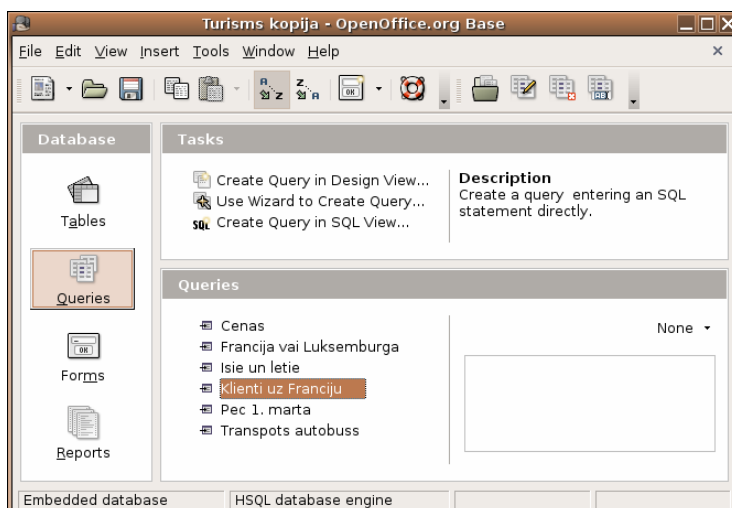 Turisms kopija - OpenOffice.org Base
File Edit View Insert Tools Window Help
Database
Tables
Queries
Forms
Reports
Tasks
Create Query in Design View...
Use Wizard to Create Query...
SQL Create Query in SQL View...
Description
Create a query entering an SQL
statement directly.
Queries
Cenas
Francija vai Luksemburga
Isie un letie
Klienti uz Franciju
Pec 1. marta
Transpots autobuss
None
Embedded database HSQL database engine